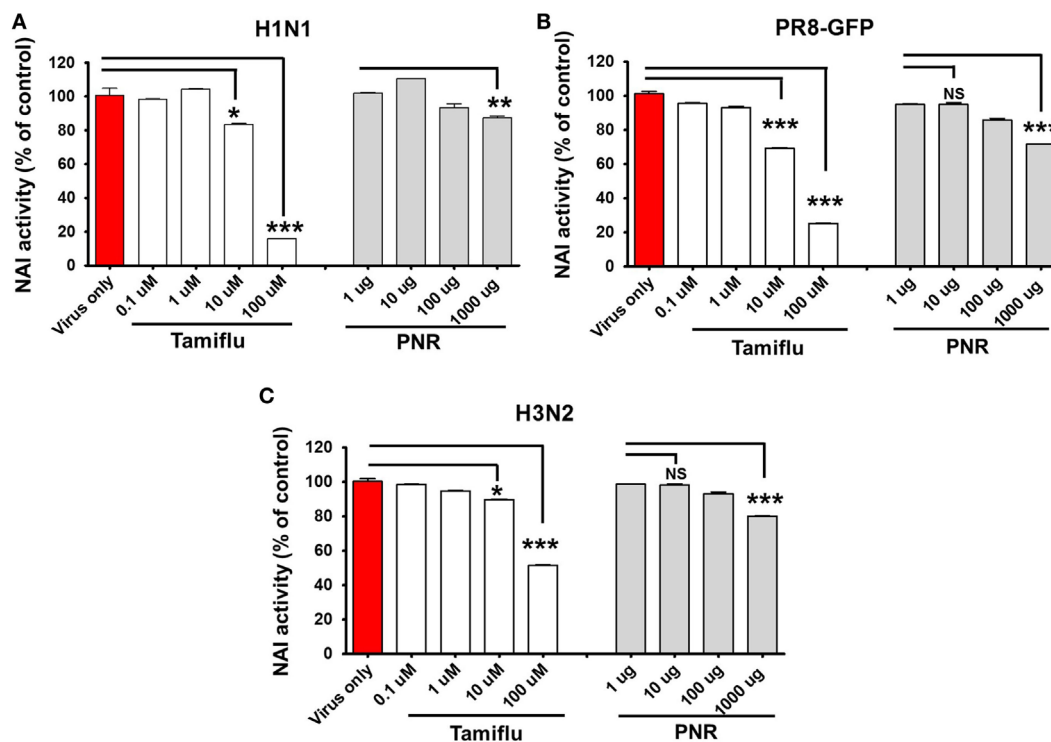 A
H1N1
NAI activity (% of control)
120
100
80
60
40
20
0
*
***
**
Virus only
0.1 uM
1 uM
10 uM
100 uM
1 ug
10 ug
100 ug
1000 ug
Tamiflu
PNR
B
PR8-GFP
NAI activity (% of control)
120
100
80
60
40
20
0
***
***
NS
***
Virus only
0.1 uM
1 uM
10 uM
100 uM
1 ug
10 ug
100 ug
1000 ug
Tamiflu
PNR
C
H3N2
NAI activity (% of control)
120
100
80
60
40
20
0
*
***
NS
***
Virus only
0.1 uM
1 uM
10 uM
100 uM
1 ug
10 ug
100 ug
1000 ug
Tamiflu
PNR